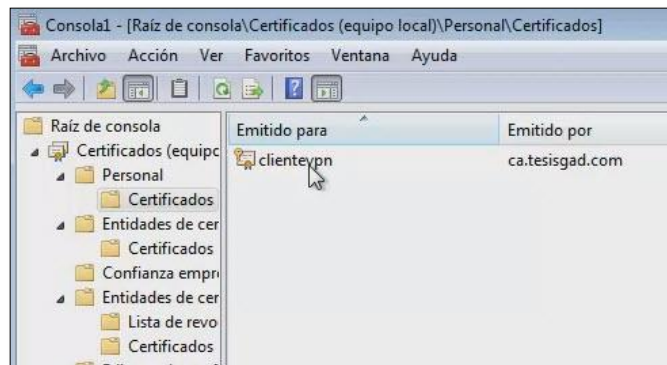 Consola1 - [Raíz de consola\Certificados (equipo local)\Personal\Certificados]
Archivo Acción Ver Favoritos Ventana Ayuda
Raíz de consola
Certificados (equipo
Personal
Certificados
Entidades de cer
Certificados
Confianza empre
Entidades de cer
Lista de revo
Certificados
Emitido para Emitido por
clientevpn ca.tesisgad.com